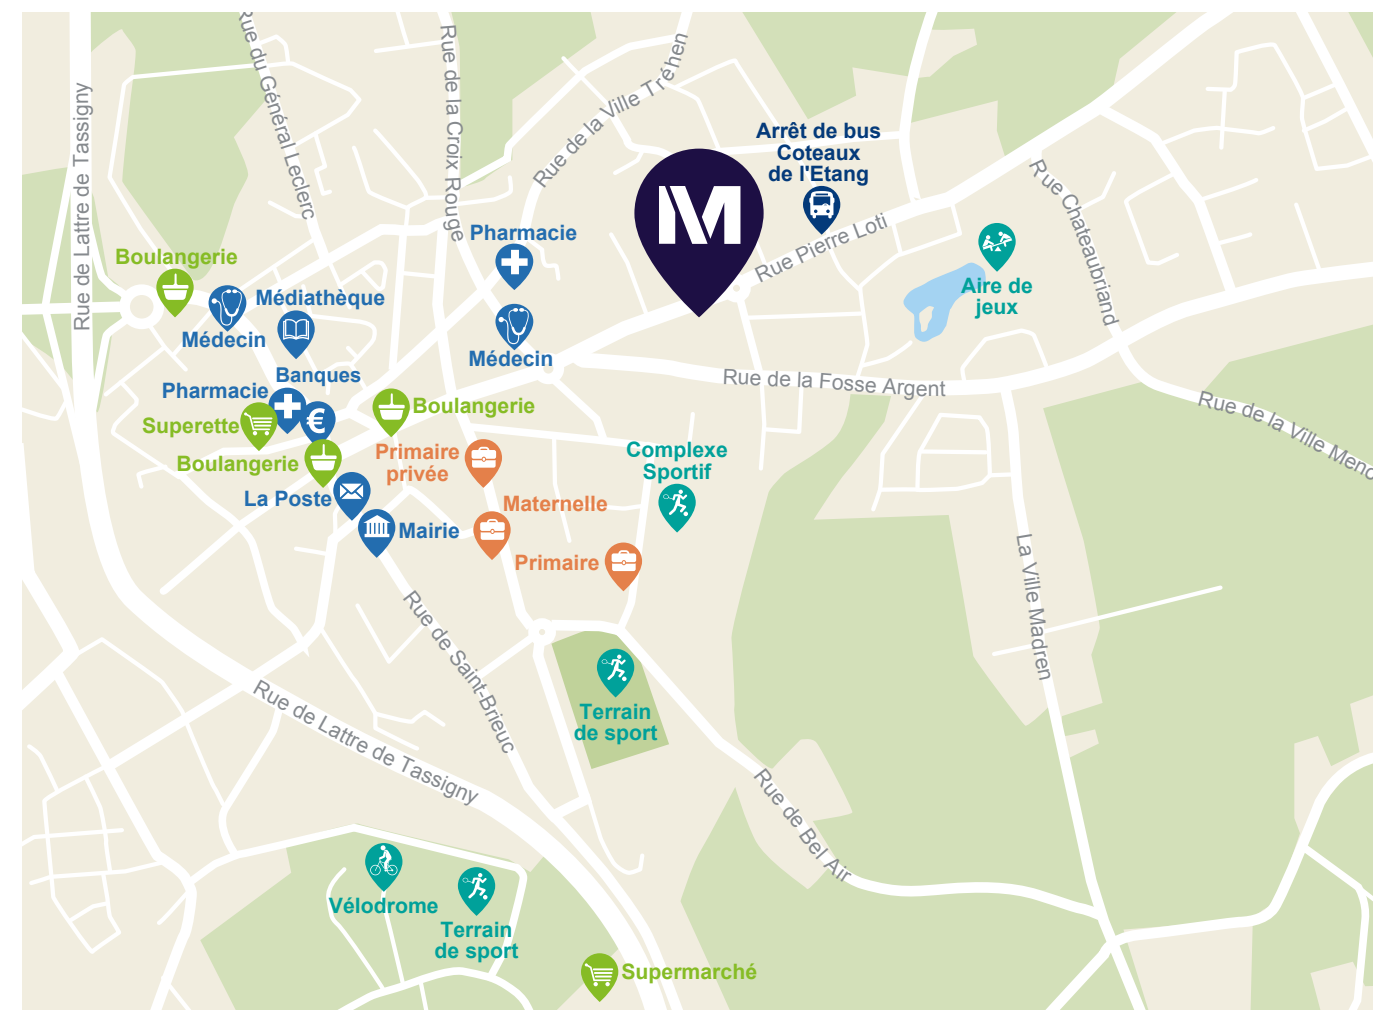 Rue du Général Leclerc
Rue de la Croix Rouge
Rue de la Ville Tréhen
Rue de Lattre de Tassigny
Arrêt de bus
Coteaux
de l'Etang
M
Rue Pierre Loti
Rue Chateaubriand
Pharmacie
Boulangerie
Médiathèque
Médecin
Aire de
jeux
Médecin
Banques
Pharmacie
€
Rue de la Fosse Argent
Rue de la Ville Meno
Superette
Boulangerie
Boulangerie
Primaire
privée
Complexe
Sportif
La Poste
Maternelle
Mairie
Primaire
La Ville Madren
Rue de Saint-Brieuc
Rue de Lattre de Tassigny
Terrain
de sport
Rue de Bel Air
Vélodrome
Terrain
de sport
Supermarché